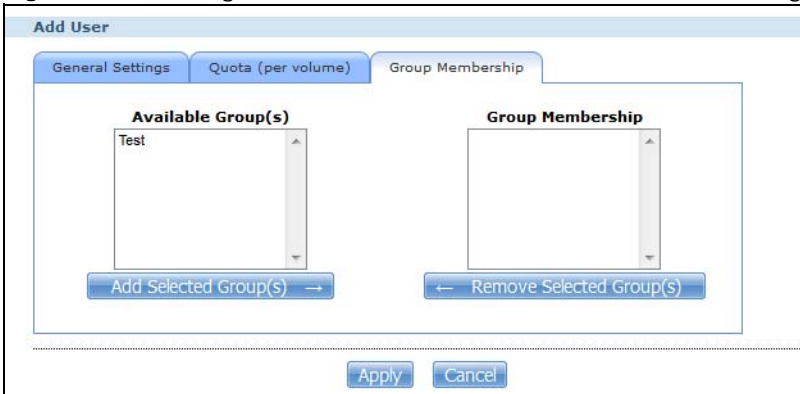 Add User
General Settings Quota (per volume) Group Membership
Available Group(s) Group Membership
Test
Add Selected Group(s) → ← Remove Selected Group(s)
Apply Cancel